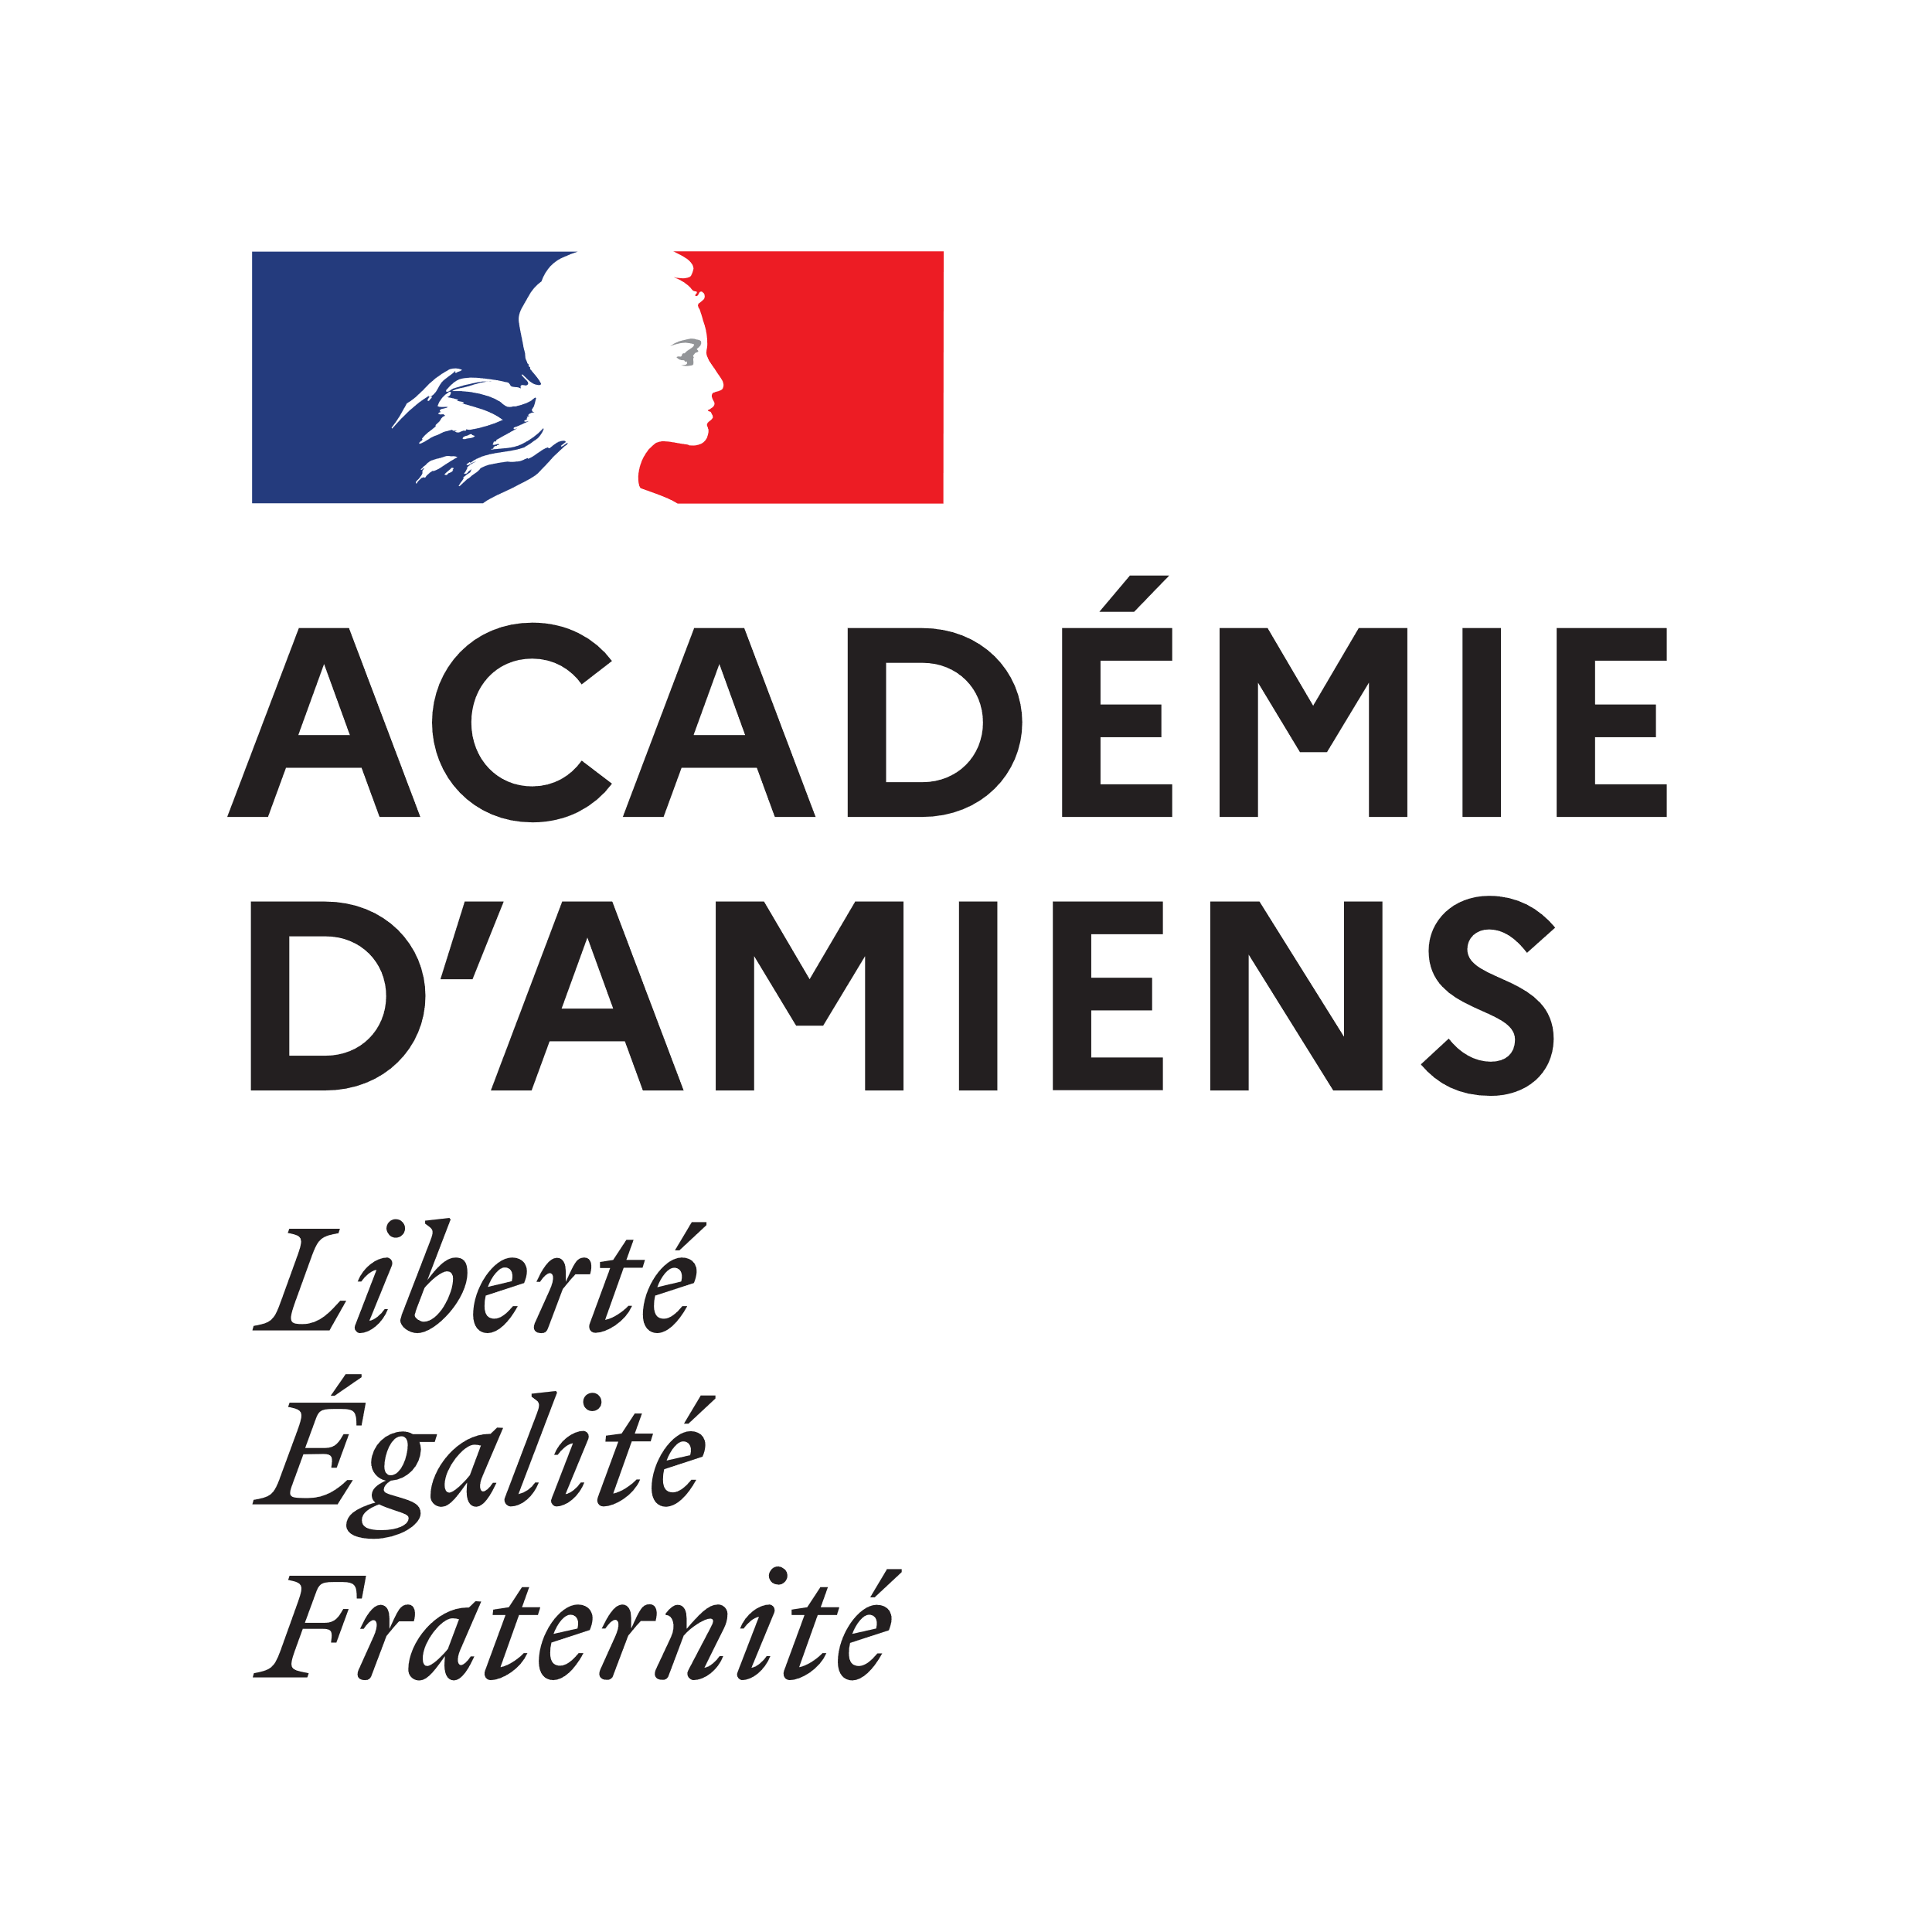 ACADÉMIE
D’AMIENS
Liberté
Égalité
Fraternité